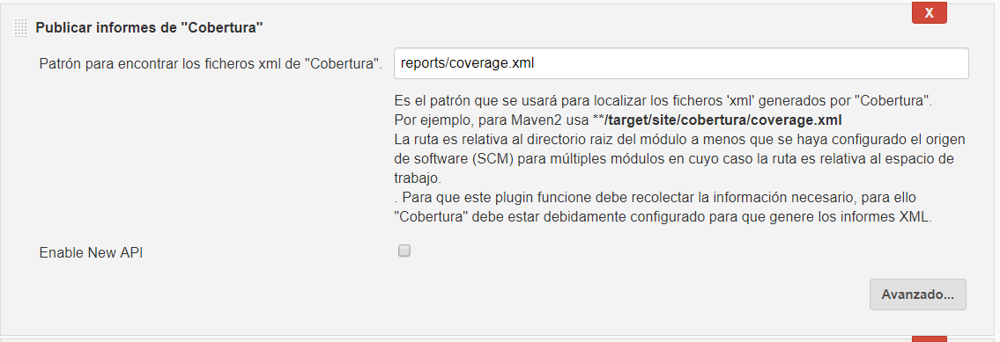 X
Publicar informes de "Cobertura"
Patrón para encontrar los ficheros xml de "Cobertura".
reports/coverage.xml
Es el patrón que se usará para localizar los ficheros 'xml' generados por "Cobertura".
Por ejemplo, para Maven2 usa **/target/site/cobertura/coverage.xml
La ruta es relativa al directorio raiz del módulo a menos que se haya configurado el origen
de software (SCM) para múltiples módulos en cuyo caso la ruta es relativa al espacio de
trabajo.
. Para que este plugin funcione debe recolectar la información necesario, para ello
"Cobertura" debe estar debidamente configurado para que genere los informes XML.
Enable New API
Avanzado...